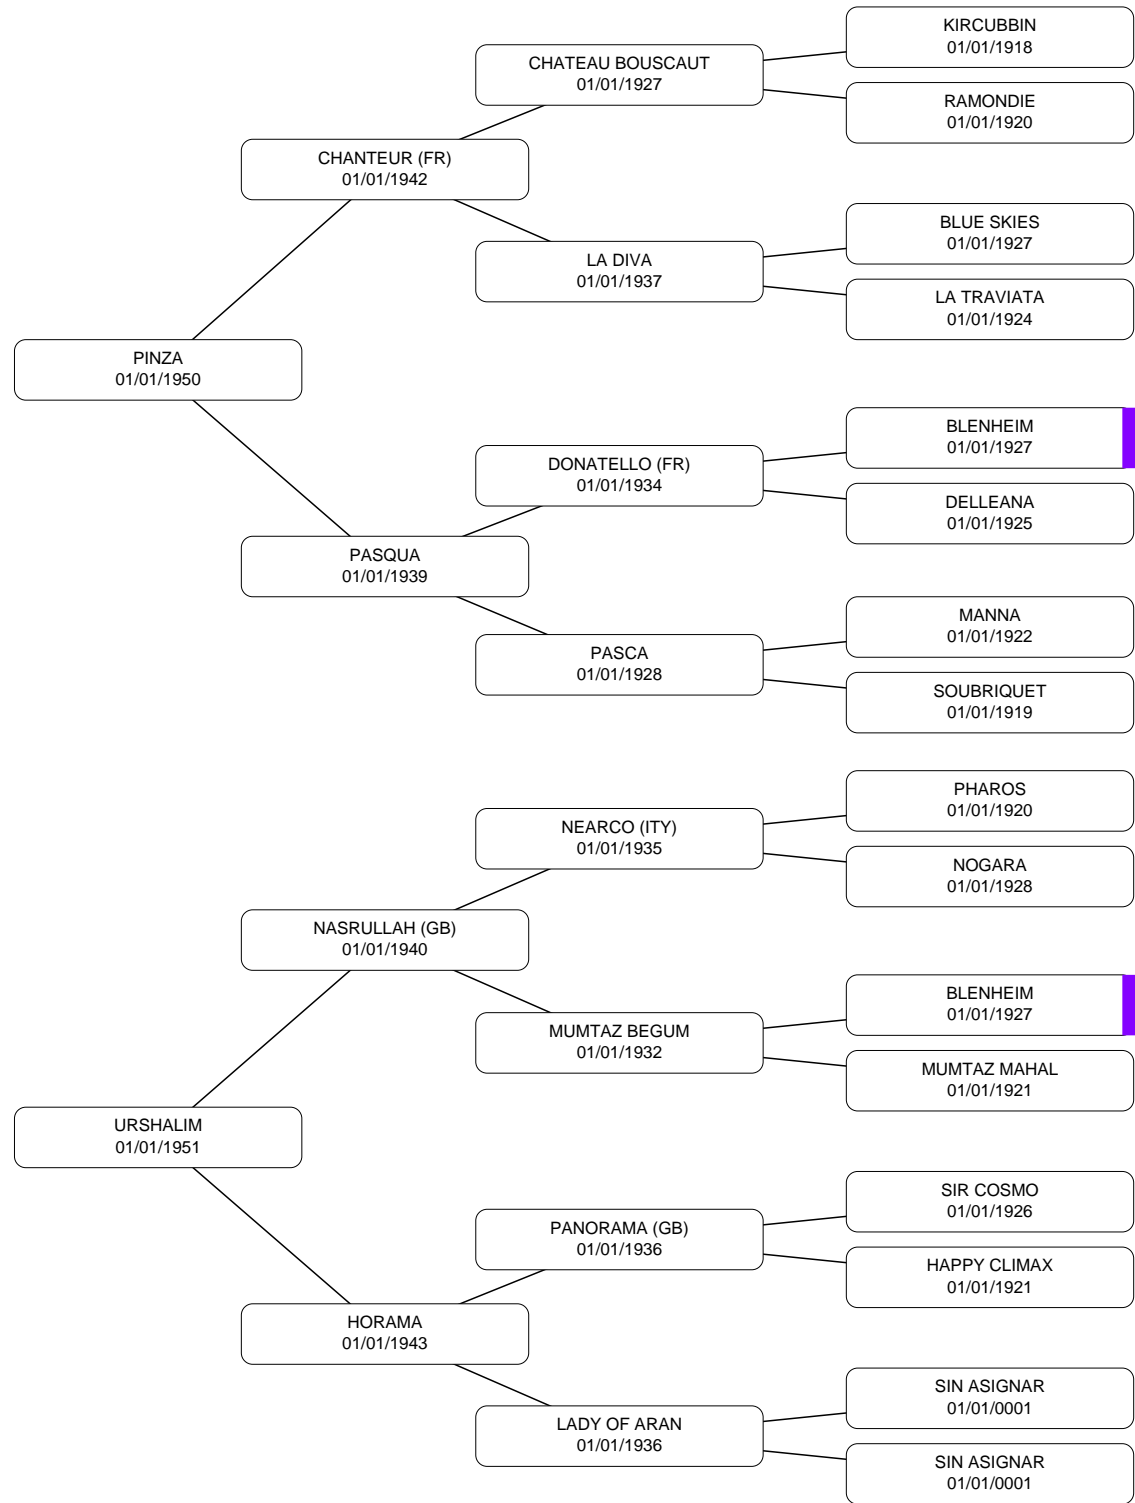 KIRCUBBIN
01/01/1918
CHATEAU BOUSCAUT
01/01/1927
RAMONDIE
01/01/1920
CHANTEUR (FR)
01/01/1942
BLUE SKIES
01/01/1927
LA DIVA
01/01/1937
LA TRAVIATA
01/01/1924
PINZA
01/01/1950
BLENHEIM
01/01/1927
DONATELLO (FR)
01/01/1934
DELLEANA
01/01/1925
PASQUA
01/01/1939
MANNA
01/01/1922
PASCA
01/01/1928
SOUBRIQUET
01/01/1919
PHAROS
01/01/1920
NEARCO (ITY)
01/01/1935
NOGARA
01/01/1928
NASRULLAH (GB)
01/01/1940
BLENHEIM
01/01/1927
MUMTAZ BEGUM
01/01/1932
MUMTAZ MAHAL
01/01/1921
URSHALIM
01/01/1951
SIR COSMO
01/01/1926
PANORAMA (GB)
01/01/1936
HAPPY CLIMAX
01/01/1921
HORAMA
01/01/1943
SIN ASIGNAR
01/01/0001
LADY OF ARAN
01/01/1936
SIN ASIGNAR
01/01/0001